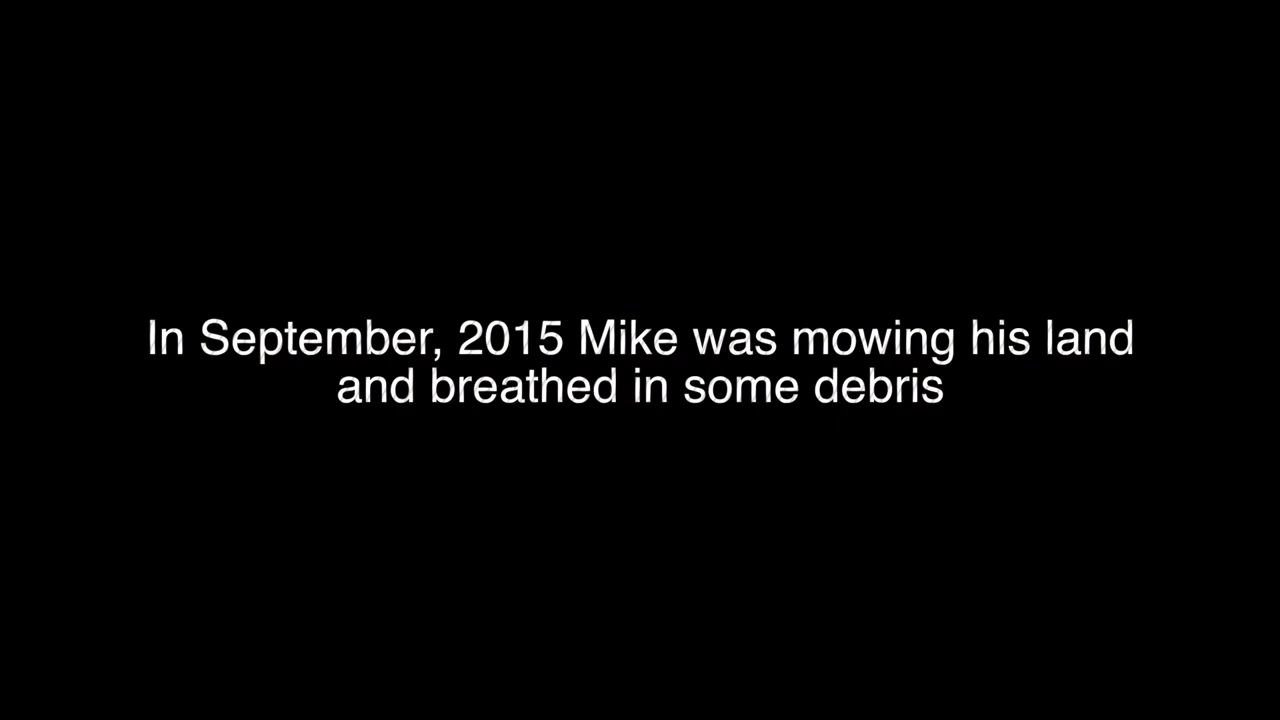 In September, 2015 Mike was mowing his land
and breathed in some debris